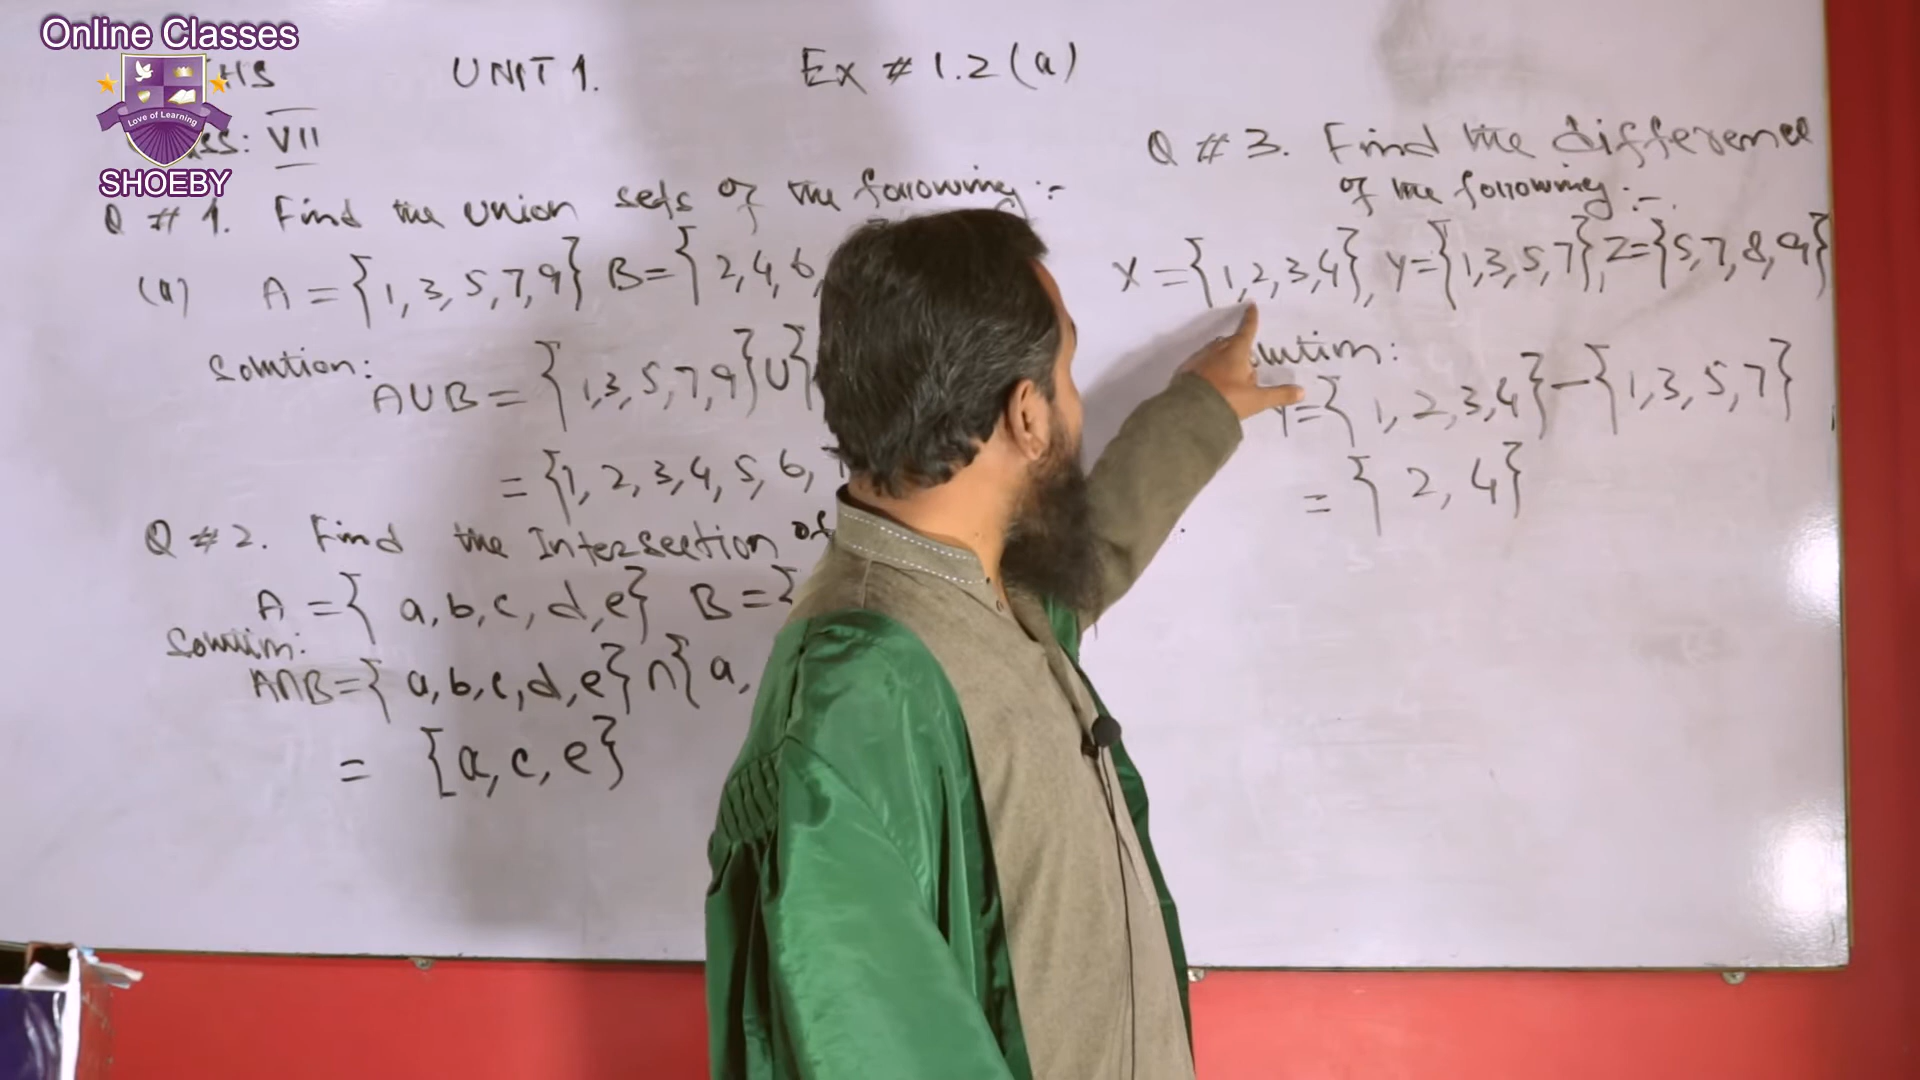 Online Classes
HS
UNIT 1.
Ex # 1.2 (a)
Love of Learning
SHOEBY
ss: VII
Q # 1. Find the union sets of the following :-
(a) A = {1, 3, 5, 7, 9} B = {2, 4, 6,
Solution:
A∪B = {1, 3, 5, 7, 9} ∪ {
= {1, 2, 3, 4, 5, 6,
Q # 2. Find the Intersection of
A = { a, b, c, d, e} B = {
Solution:
A∩B = { a, b, c, d, e} ∩ { a,
= {a, c, e}
Q # 3. Find the difference
of the following :-
X = {1, 2, 3, 4}, Y = {1, 3, 5, 7}, Z = {5, 7, 8, 9}
lution:
Y = { 1, 2, 3, 4} - {1, 3, 5, 7}
= { 2, 4}